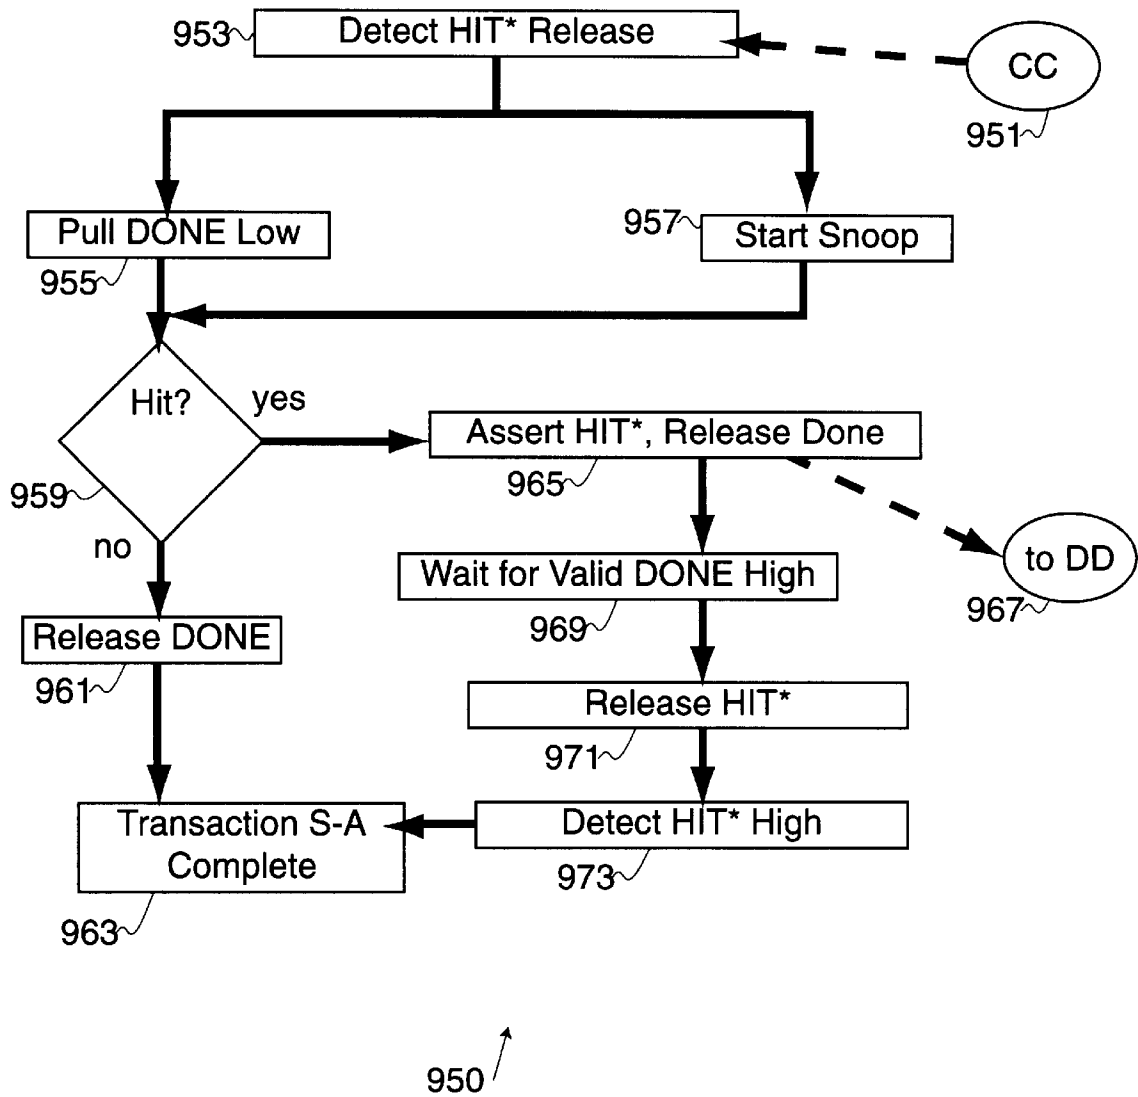 953
Detect HIT* Release
CC
951
Pull DONE Low
955
957
Start Snoop
Hit?
yes
959
no
Assert HIT*, Release Done
965
to DD
967
Wait for Valid DONE High
969
Release DONE
961
Release HIT*
971
Transaction S-A
Complete
963
Detect HIT* High
973
950